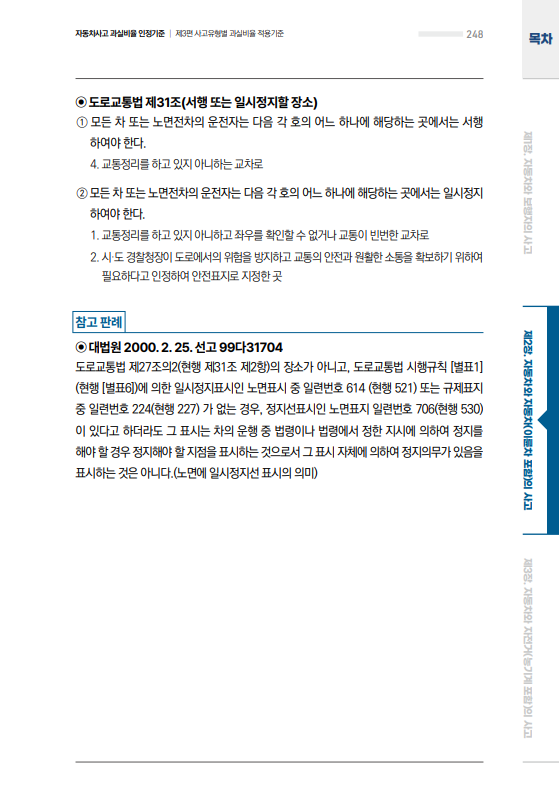 자동차사고 과실비율 인정기준 | 제3편 사고유형별 과실비율 적용기준
248
목차
◉ 도로교통법 제31조(서행 또는 일시정지할 장소)
① 모든 차 또는 노면전차의 운전자는 다음 각 호의 어느 하나에 해당하는 곳에서는 서행
하여야 한다.
4. 교통정리를 하고 있지 아니하는 교차로
② 모든 차 또는 노면전차의 운전자는 다음 각 호의 어느 하나에 해당하는 곳에서는 일시정지
하여야 한다.
1. 교통정리를 하고 있지 아니하고 좌우를 확인할 수 없거나 교통이 빈번한 교차로
2. 시·도 경찰청장이 도로에서의 위험을 방지하고 교통의 안전과 원활한 소통을 확보하기 위하여
필요하다고 인정하여 안전표지로 지정한 곳
참고 판례
◉ 대법원 2000. 2. 25. 선고 99다31704
도로교통법 제27조의2(현행 제31조 제2항)의 장소가 아니고, 도로교통법 시행규칙 [별표1]
(현행 [별표6])에 의한 일시정지표시인 노면표시 중 일련번호 614 (현행 521) 또는 규제표지
중 일련번호 224(현행 227) 가 없는 경우, 정지선표시인 노면표지 일련번호 706(현행 530)
이 있다고 하더라도 그 표시는 차의 운행 중 법령이나 법령에서 정한 지시에 의하여 정지를
해야 할 경우 정지해야 할 지점을 표시하는 것으로서 그 표시 자체에 의하여 정지의무가 있음을
표시하는 것은 아니다.(노면에 일시정지선 표시의 의미)
제1장. 자동차와 보행자의 사고
제2장. 자동차와 자동차(이륜차 포함)의 사고
제3장. 자동차와 자전거(농기계 포함)의 사고